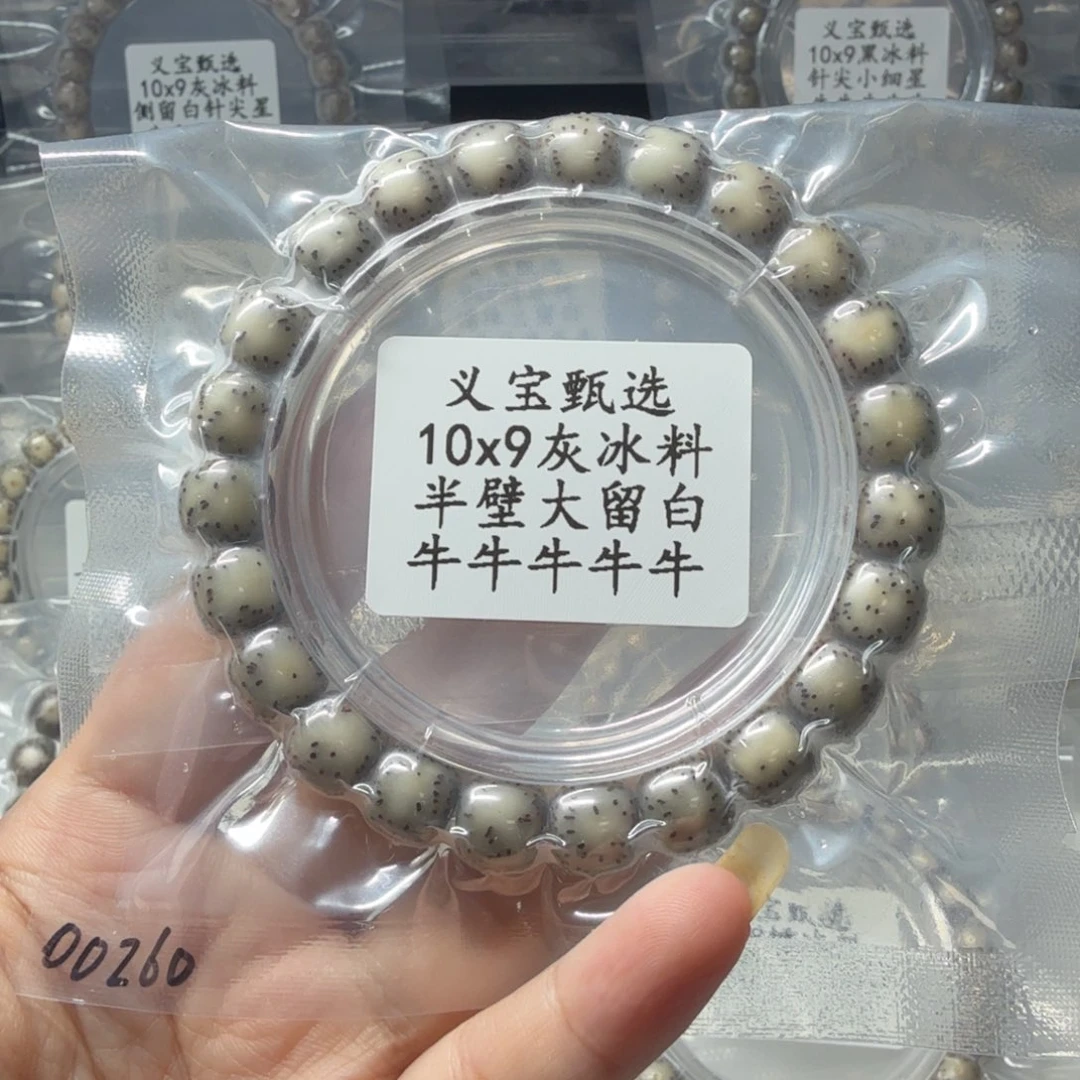 义宝甄选
10x9灰冰料
侧留白针尖星
义宝甄选
10x9黑冰料
针尖小细星
义宝甄选
10x9灰冰料
半壁大留白
牛牛牛牛牛
00260